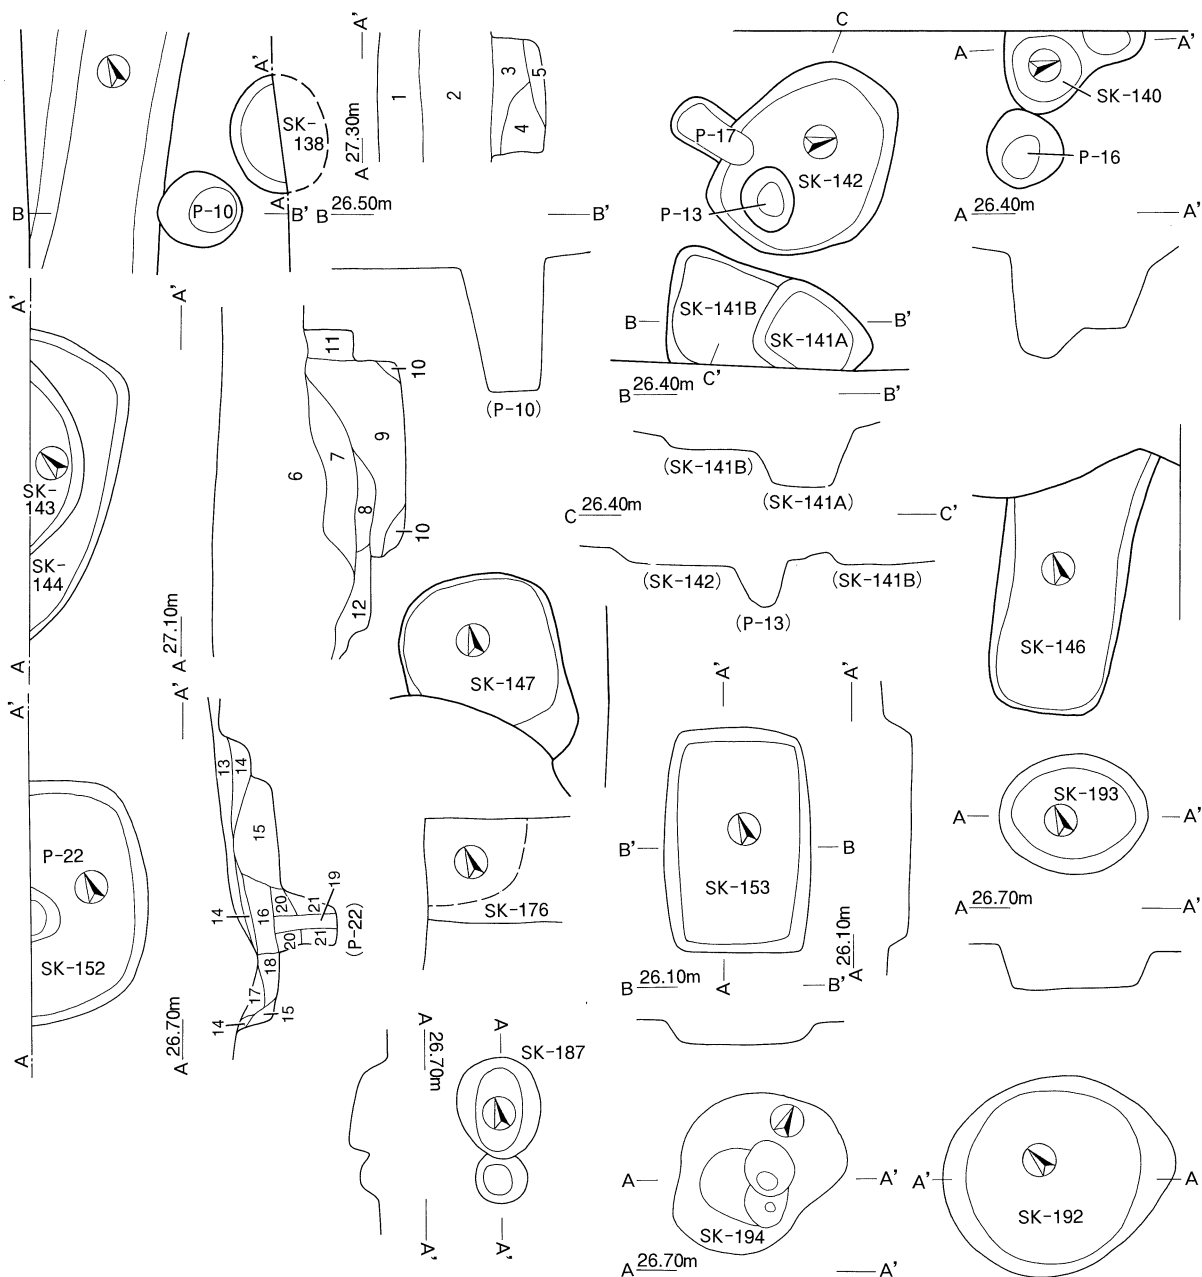 C
A'
A'
SK-
138
A
A'
A 27.30m
1
2
3
5
4
P-17
SK-142
P-13
A
A'
SK-140
P-16
B
P-10
B'
B 26.50m
B'
A 26.40m
A'
A'
A'
SK-141B
SK-141A
B
B'
C'
B 26.40m
B'
11
10
(P-10)
6
7
9
8
10
12
(SK-141B)
(SK-141A)
C 26.40m
C'
(SK-142)
(SK-141B)
(P-13)
SK-
143
SK-
144
A
A 27.10m
SK-147
SK-146
A'
A'
A'
A'
13
14
15
P-22
SK-152
A
14
16
20
21
19
20
21
(P-22)
18
17
15
14
A 26.70m
SK-176
B'
B
SK-153
A
B 26.10m
B'
A 26.10m
SK-193
A
A'
A 26.70m
A'
A 26.70m
A'
A
SK-187
A'
A
A'
SK-194
A 26.70m
A'
A'
A
SK-192